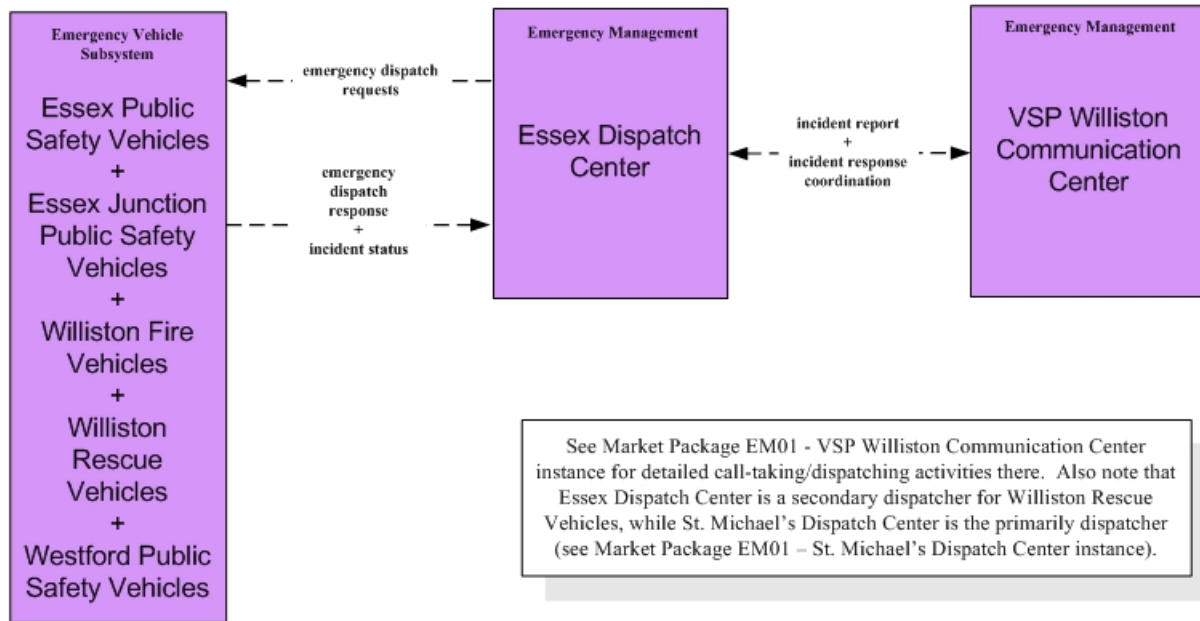 Emergency Vehicle
Subsystem
Essex Public
Safety Vehicles
+
Essex Junction
Public Safety
Vehicles
+
Williston Fire
Vehicles
+
Williston
Rescue
Vehicles
+
Westford Public
Safety Vehicles
emergency dispatch
requests
emergency
dispatch
response
+
incident status
Emergency Management
Essex Dispatch
Center
incident report
+
incident response
coordination
Emergency Management
VSP Williston
Communication
Center
See Market Package EM01 - VSP Williston Communication Center
instance for detailed call-taking/dispatching activities there.  Also note that
Essex Dispatch Center is a secondary dispatcher for Williston Rescue
Vehicles, while St. Michael’s Dispatch Center is the primarily dispatcher
(see Market Package EM01 – St. Michael’s Dispatch Center instance).